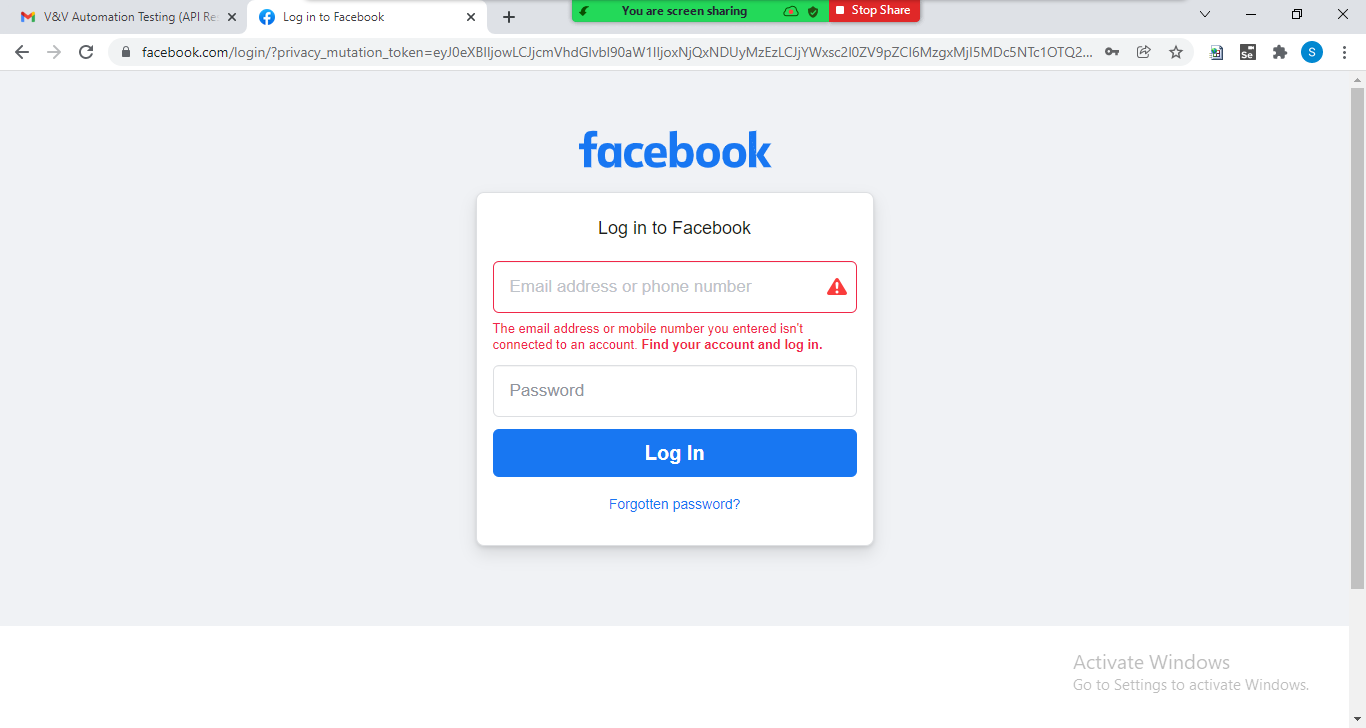 V&V Automation Testing (API Re
Log in to Facebook
You are screen sharing
Stop Share
facebook.com/login/?privacy_mutation_token=eyJ0eXBlIjowLCJjcmVhdGlvbl90aW1lIjoxNjQxNDUyMzEzLCJjYWxsc2l0ZV9pZCI6MzgxMjI5MDc5NTc1OTQ2...
Se
S
facebook
Log in to Facebook
Email address or phone number
The email address or mobile number you entered isn't
connected to an account. Find your account and log in.
Password
Log In
Forgotten password?
Activate Windows
Go to Settings to activate Windows.